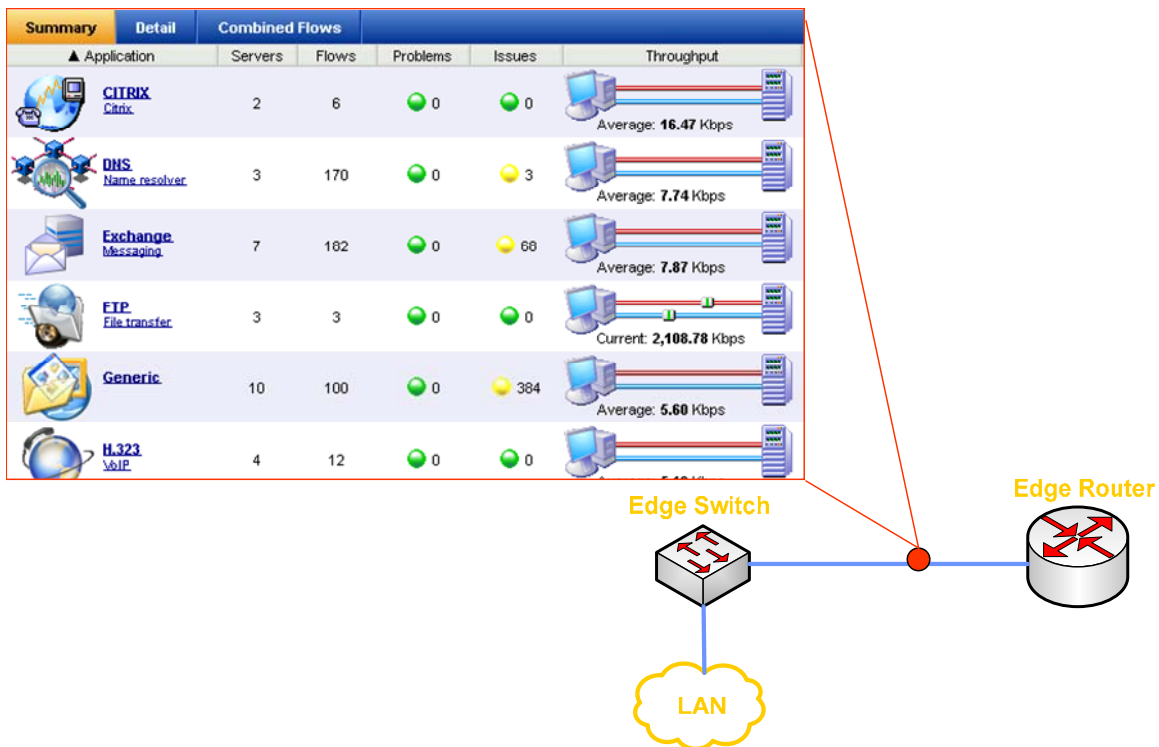 Summary Detail Combined Flows
▲ Application Servers Flows Problems Issues Throughput
CITRIX
Citrix
2 6 0 0
Average: 16.47 Kbps
DNS
Name resolver
3 170 0 3
Average: 7.74 Kbps
Exchange
Messaging
7 182 0 68
Average: 7.87 Kbps
FTP
File transfer
3 3 0 0
Current: 2,108.78 Kbps
Generic
10 100 0 384
Average: 5.60 Kbps
H.323
VoIP
4 12 0 0
Edge Switch
Edge Router
LAN